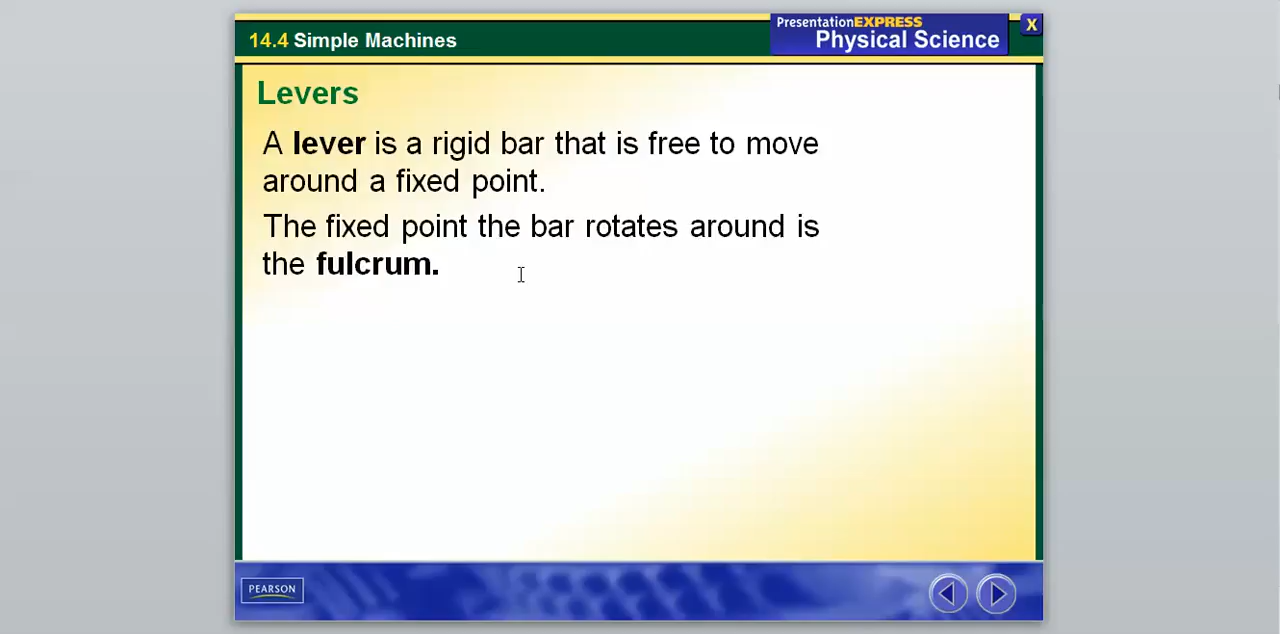 14.4 Simple Machines
PresentationEXPRESS
Physical Science
X
Levers
A lever is a rigid bar that is free to move
around a fixed point.
The fixed point the bar rotates around is
the fulcrum.
PEARSON